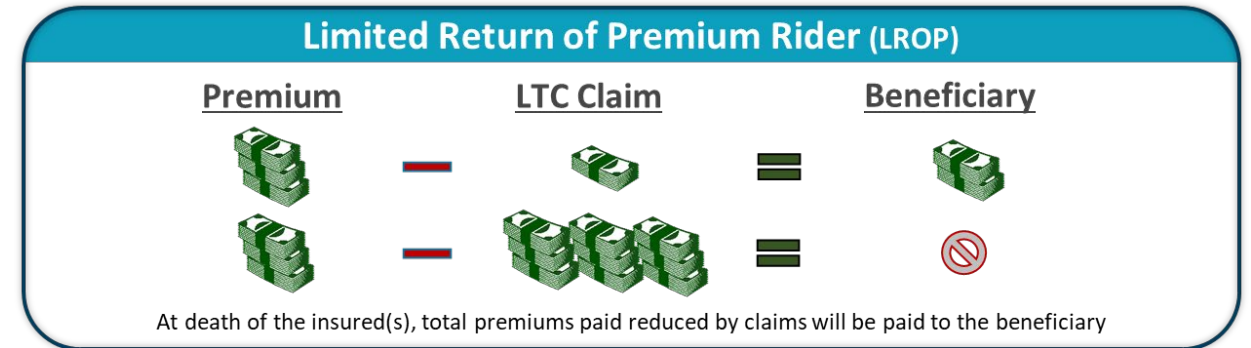 Limited Return of Premium Rider (LROP)
Premium LTC Claim Beneficiary
At death of the insured(s), total premiums paid reduced by claims will be paid to the beneficiary